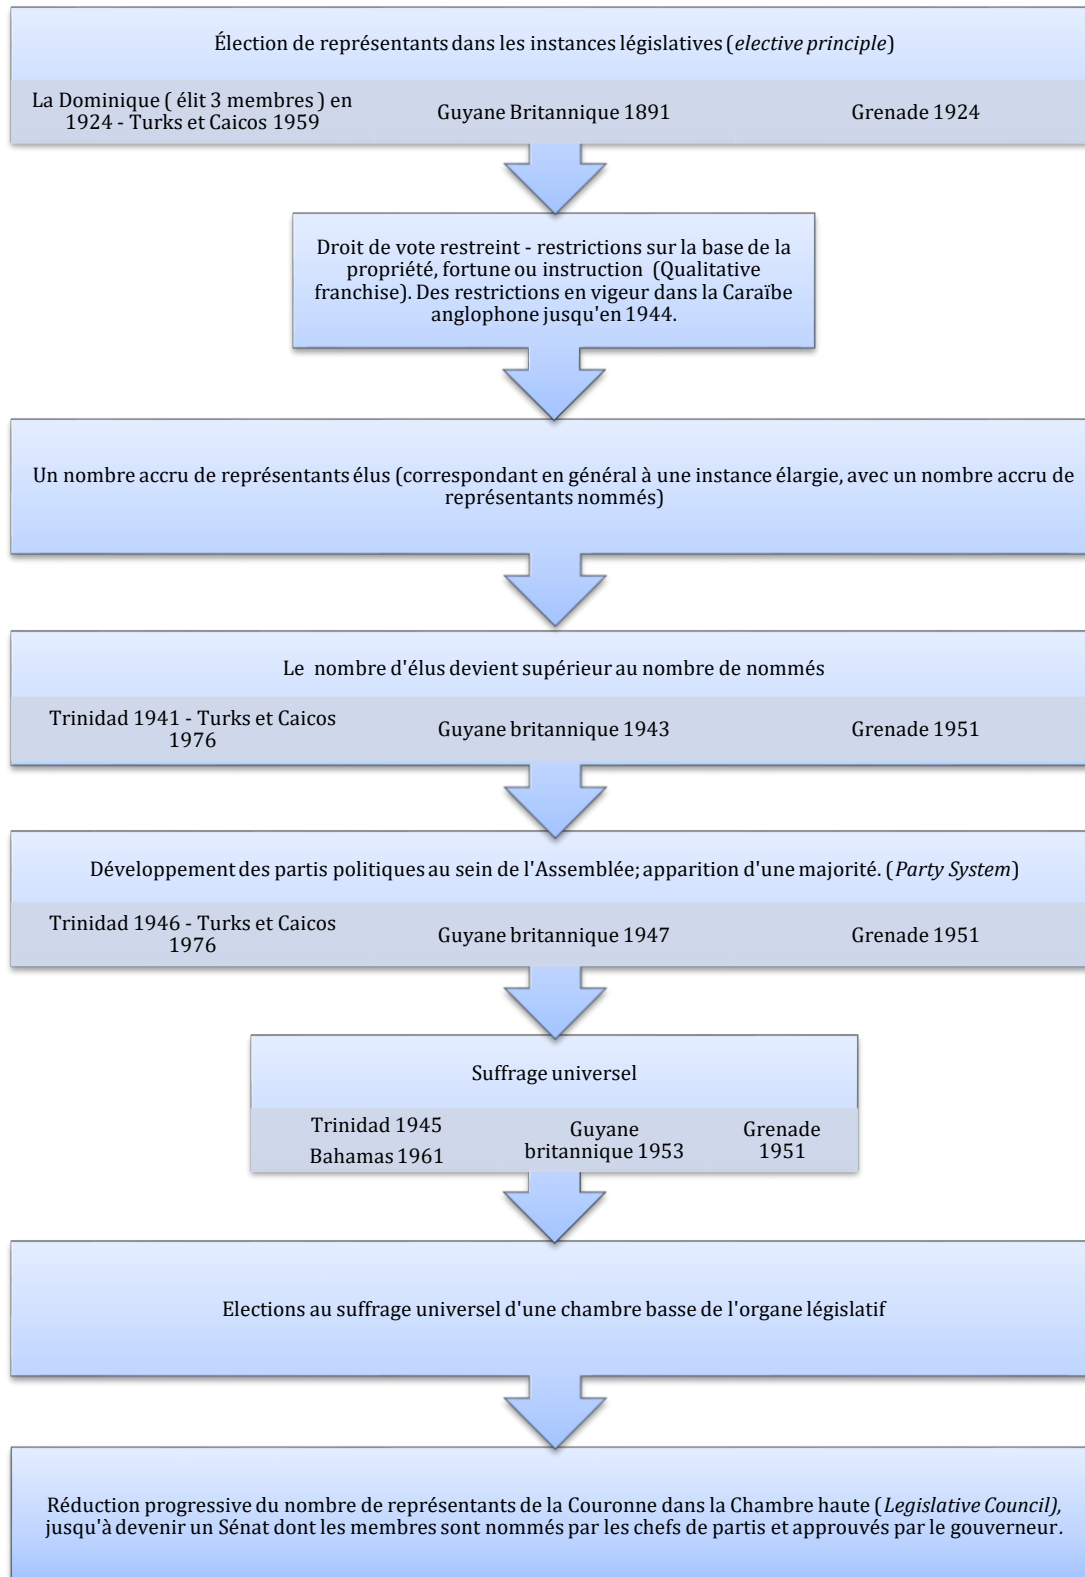 Élection de représentants dans les instances législatives (elective principle)
La Dominique ( élit 3 membres ) en
1924 - Turks et Caicos 1959
Guyane Britannique 1891
Grenade 1924
Droit de vote restreint - restrictions sur la base de la
propriété, fortune ou instruction (Qualitative
franchise). Des restrictions en vigeur dans la Caraïbe
anglophone jusqu'en 1944.
Un nombre accru de représentants élus (correspondant en général à une instance élargie, avec un nombre accru de
représentants nommés)
Le nombre d'élus devient supérieur au nombre de nommés
Trinidad 1941 - Turks et Caicos
1976
Guyane britannique 1943
Grenade 1951
Développement des partis politiques au sein de l'Assemblée; apparition d'une majorité. (Party System)
Trinidad 1946 - Turks et Caicos
1976
Guyane britannique 1947
Grenade 1951
Suffrage universel
Trinidad 1945
Bahamas 1961
Guyane
britannique 1953
Grenade
1951
Elections au suffrage universel d'une chambre basse de l'organe législatif
Réduction progressive du nombre de représentants de la Couronne dans la Chambre haute (Legislative Council),
jusqu'à devenir un Sénat dont les membres sont nommés par les chefs de partis et approuvés par le gouverneur.